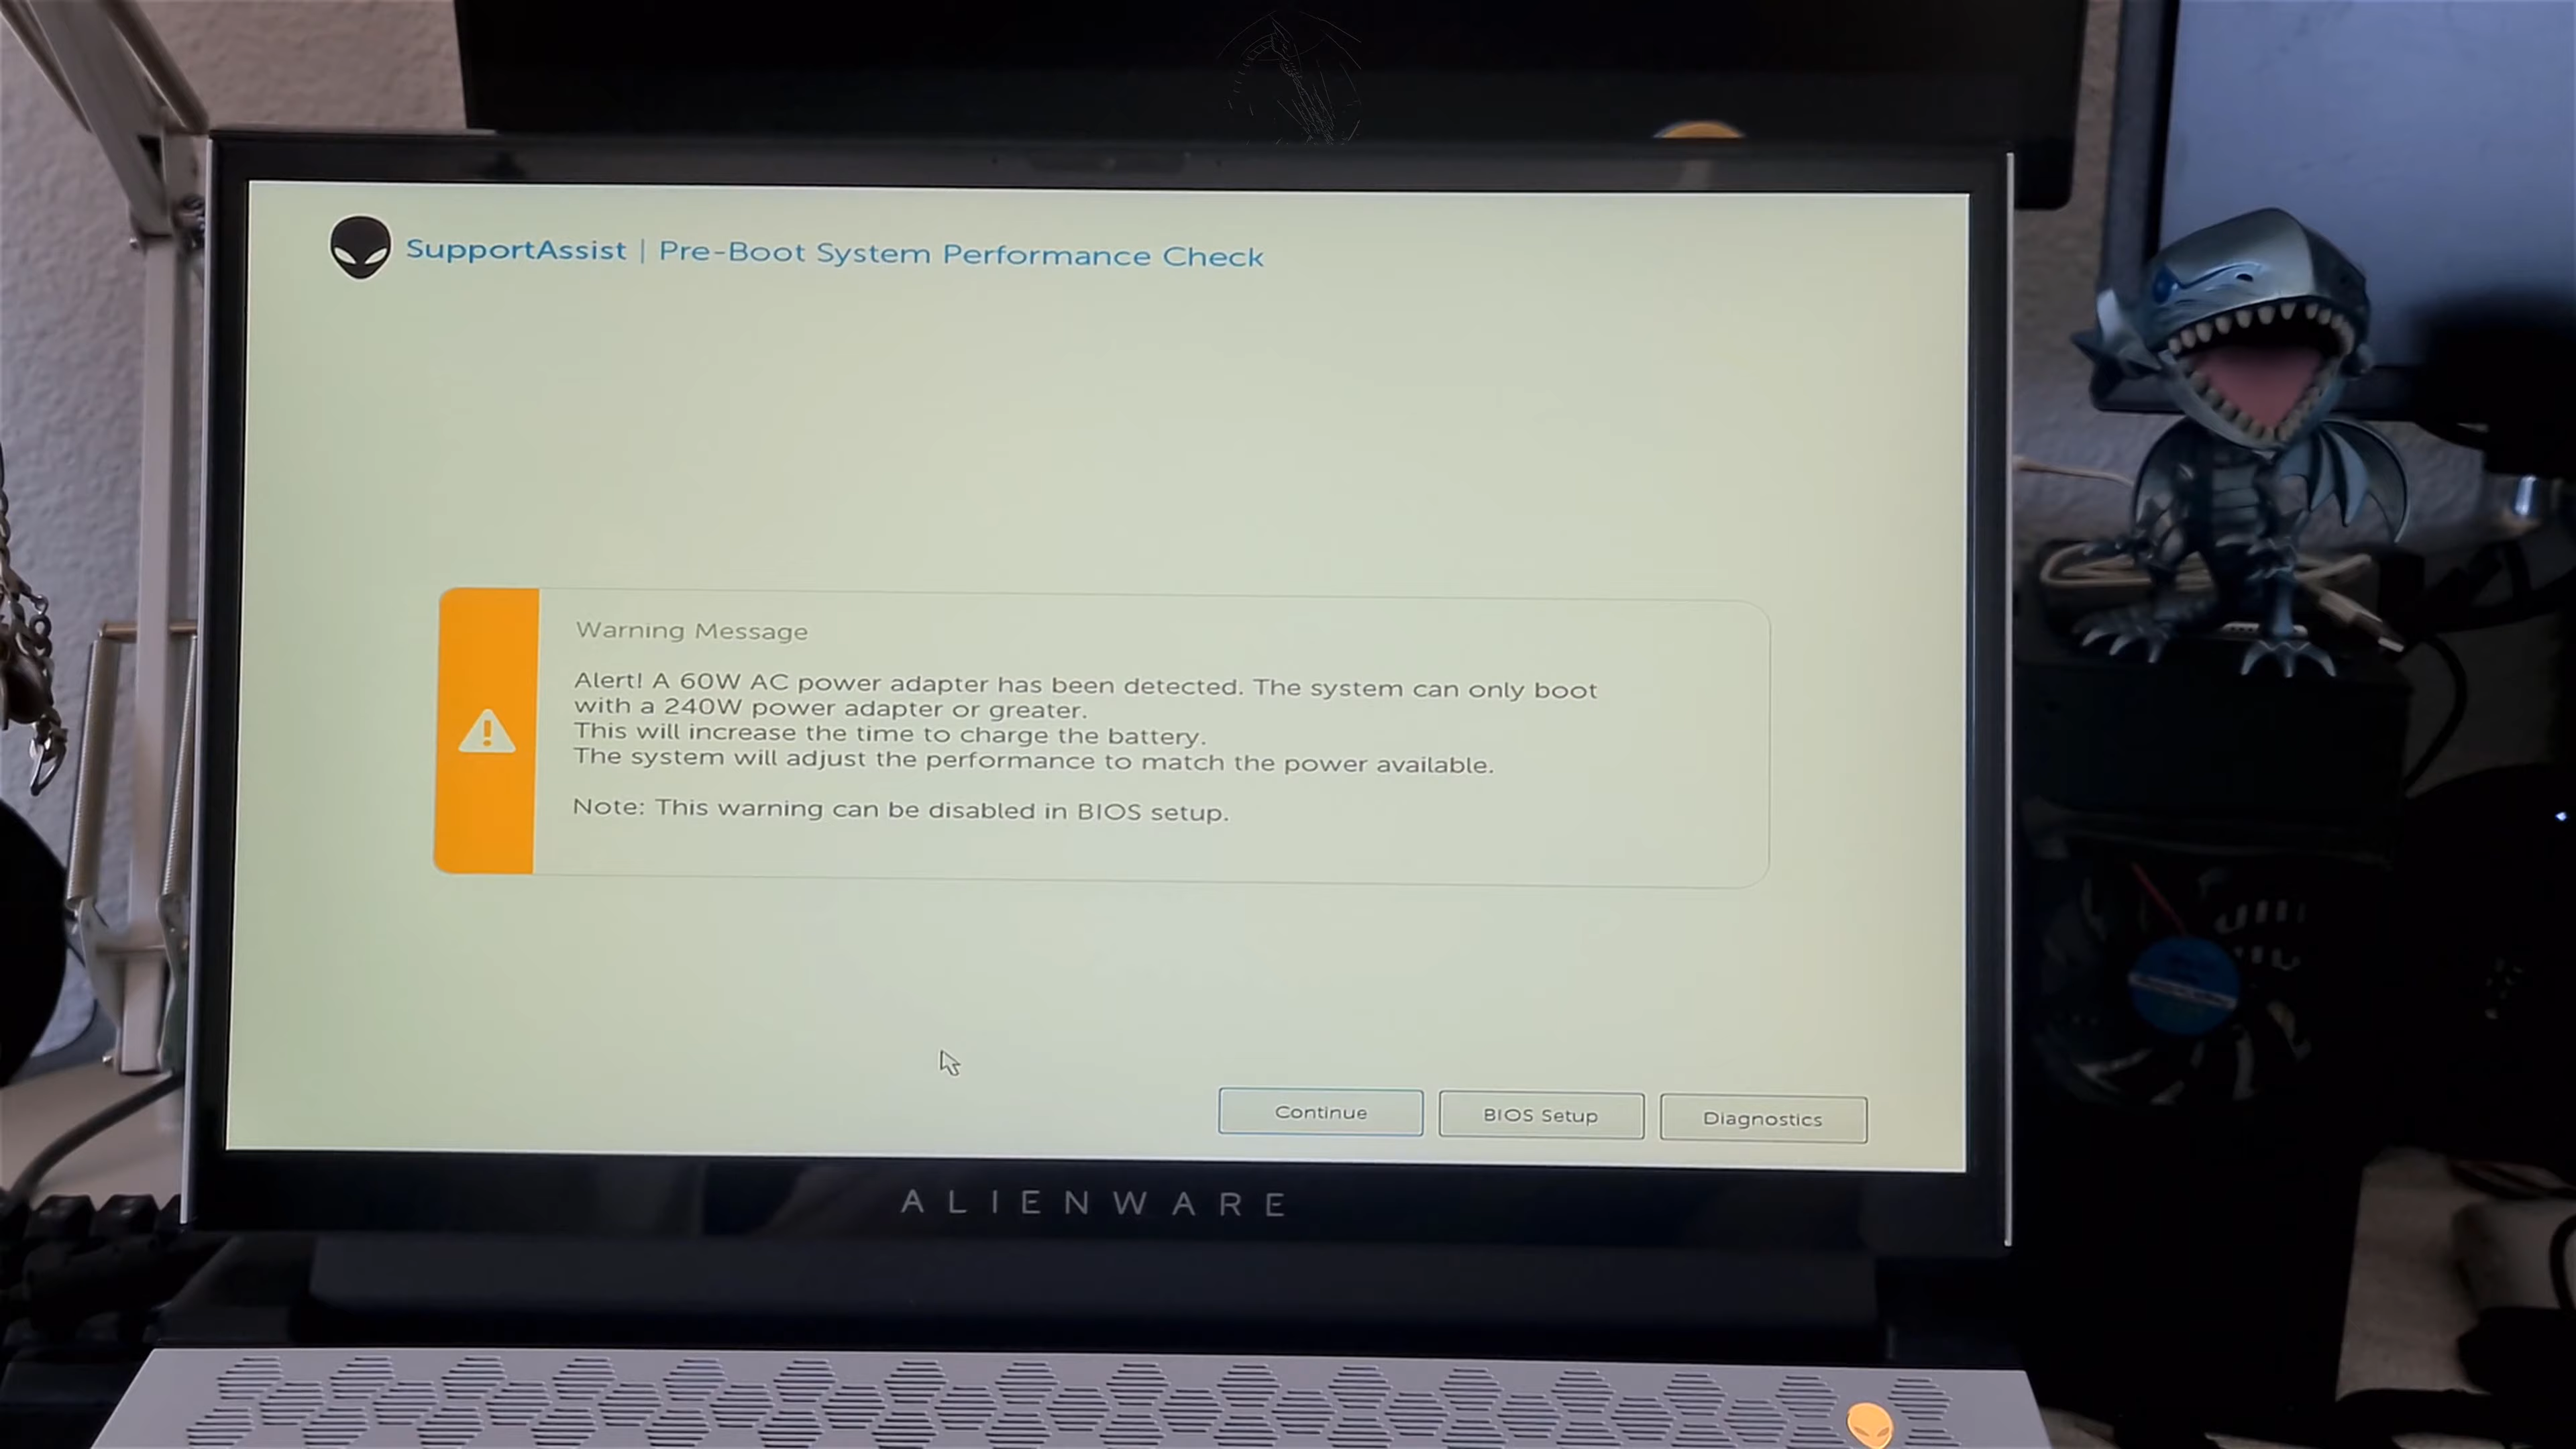 SupportAssist | Pre-Boot System Performance Check
Warning Message
Alert! A 60W AC power adapter has been detected. The system can only boot
with a 240W power adapter or greater.
This will increase the time to charge the battery.
The system will adjust the performance to match the power available.
Note: This warning can be disabled in BIOS setup.
Continue
BIOS Setup
Diagnostics
ALIENWARE